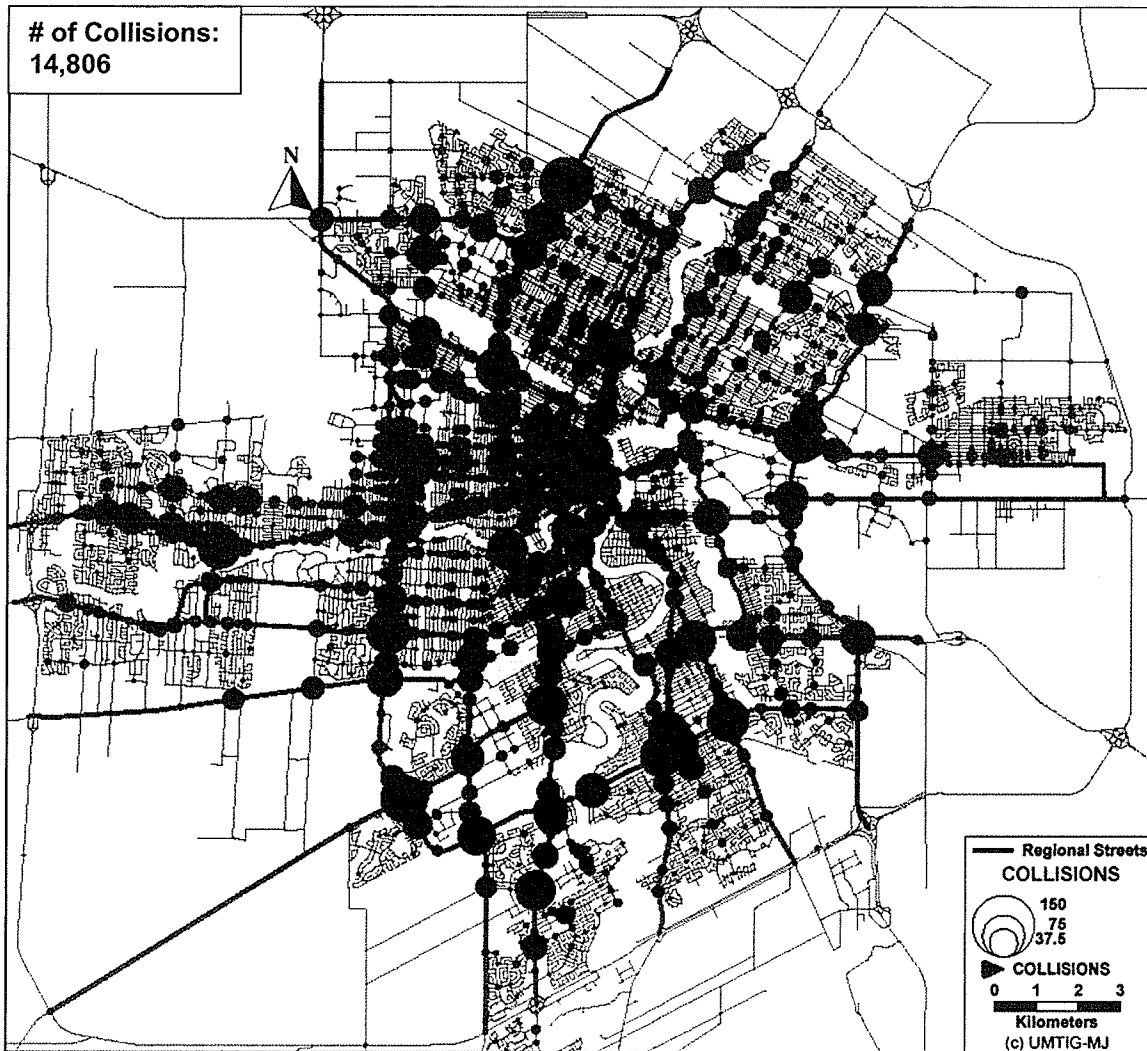 # of Collisions:
14,806
N
Regional Streets
COLLISIONS
150
75
37.5
COLLISIONS
0 1 2 3
Kilometers
(c) UMTIG-MJ